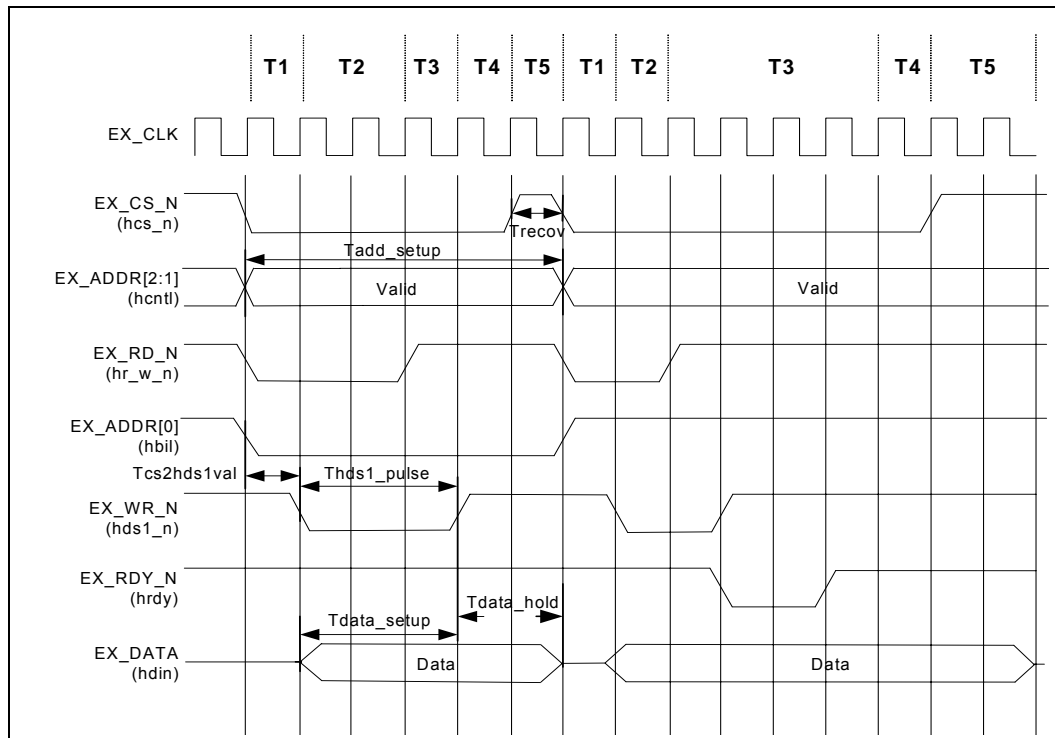 T1 T2 T3 T4 T5 T1 T2 T3 T4 T5
EX_CLK
EX_CS_N
(hcs_n)
Trecov
Tadd_setup
EX_ADDR[2:1]
(hcntl)
Valid
Valid
EX_RD_N
(hr_w_n)
EX_ADDR[0]
(hbil)
Tcs2hds1val
Thds1_pulse
EX_WR_N
(hds1_n)
EX_RDY_N
(hrdy)
Tdata_hold
Tdata_setup
EX_DATA
(hdin)
Data
Data